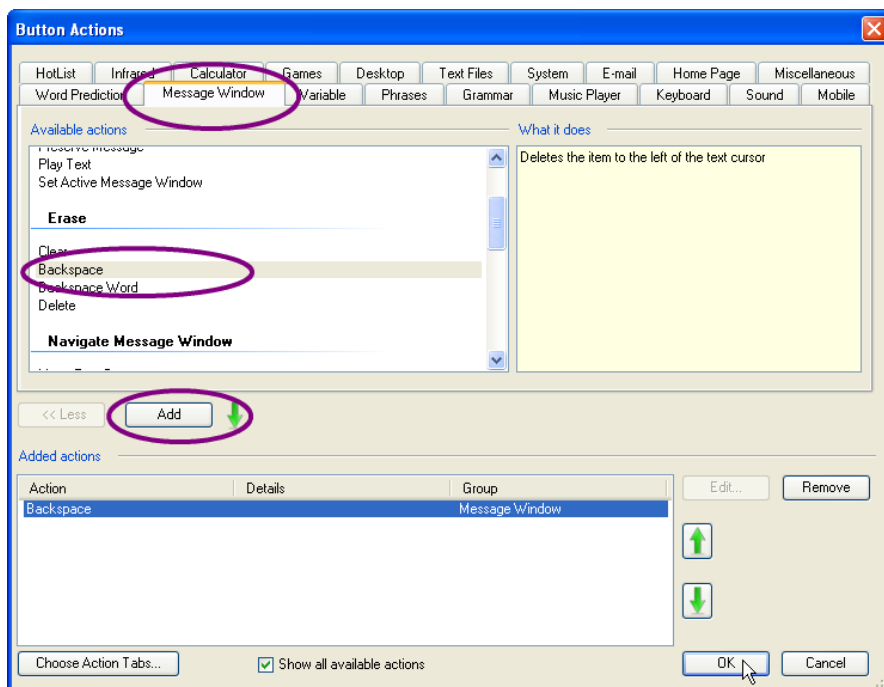 Button Actions
HotList Infrared Calculator Games Desktop Text Files System E-mail Home Page Miscellaneous
Word Prediction Message Window Variable Phrases Grammar Music Player Keyboard Sound Mobile
Available actions What it does
Preserve Message Deletes the item to the left of the text cursor
Play Text
Set Active Message Window
Erase
Clear
Backspace
Backspace Word
Delete
Navigate Message Window
<< Less Add
Added actions
Action Details Group Edit... Remove
Backspace Message Window
Choose Action Tabs... Show all available actions OK Cancel